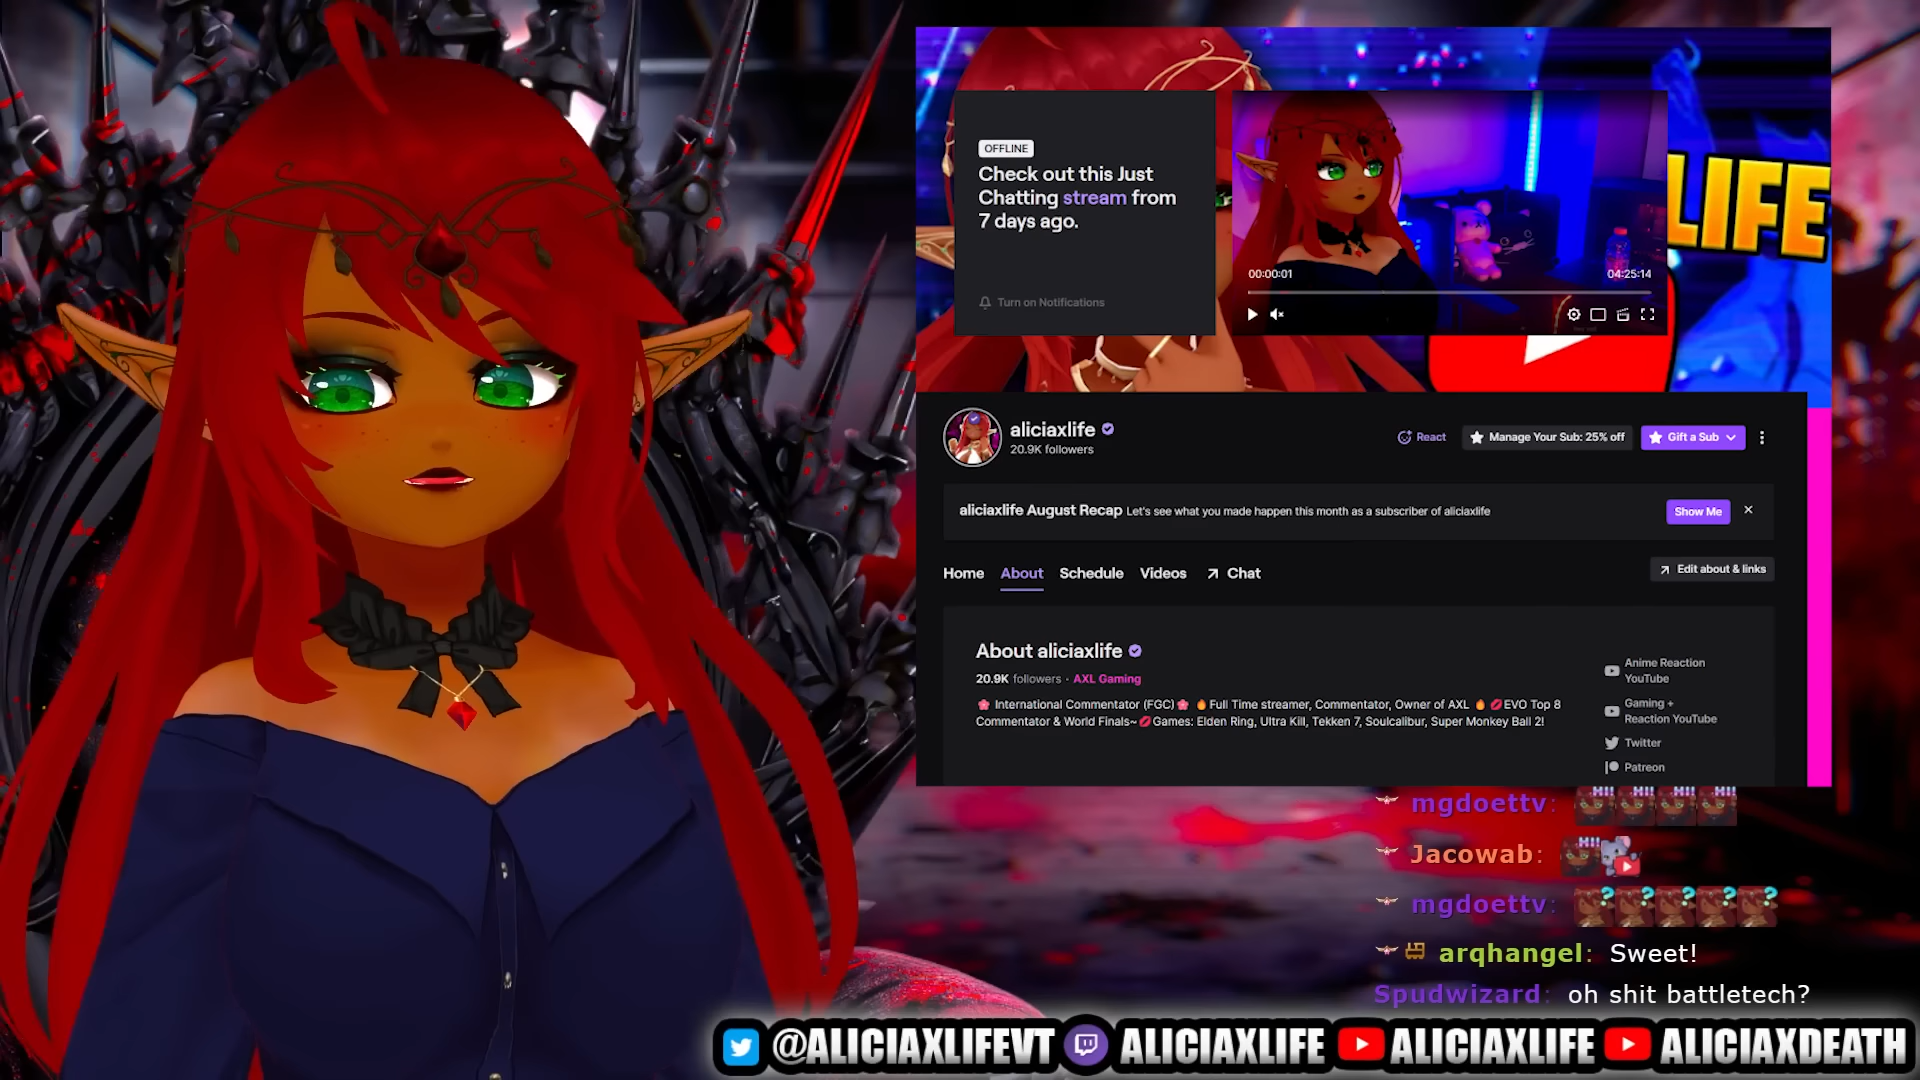 OFFLINE
Check out this Just
Chatting stream from
7 days ago.
Turn on Notifications
00:00:01
04:25:14
LIFE
aliciaxlife
20.9K followers
React
Manage Your Sub: 25% off
Gift a Sub
aliciaxlife August Recap Let's see what you made happen this month as a subscriber of aliciaxlife
Show Me
Home About Schedule Videos Chat
Edit about & links
About aliciaxlife
20.9K followers · AXL Gaming
🌸 International Commentator (FGC)🌸 🔥Full Time streamer, Commentator, Owner of AXL 🔥 💋EVO Top 8
Commentator & World Finals~💋Games: Elden Ring, Ultra Kill, Tekken 7, Soulcalibur, Super Monkey Ball 2!
Anime Reaction
YouTube
Gaming +
Reaction YouTube
Twitter
Patreon
mgdoettv:
Jacowab:
mgdoettv:
arqhangel: Sweet!
Spudwizard: oh shit battletech?
@ALICIAXLIFEVT ALICIAXLIFE ALICIAXLIFE ALICIAXDEATH